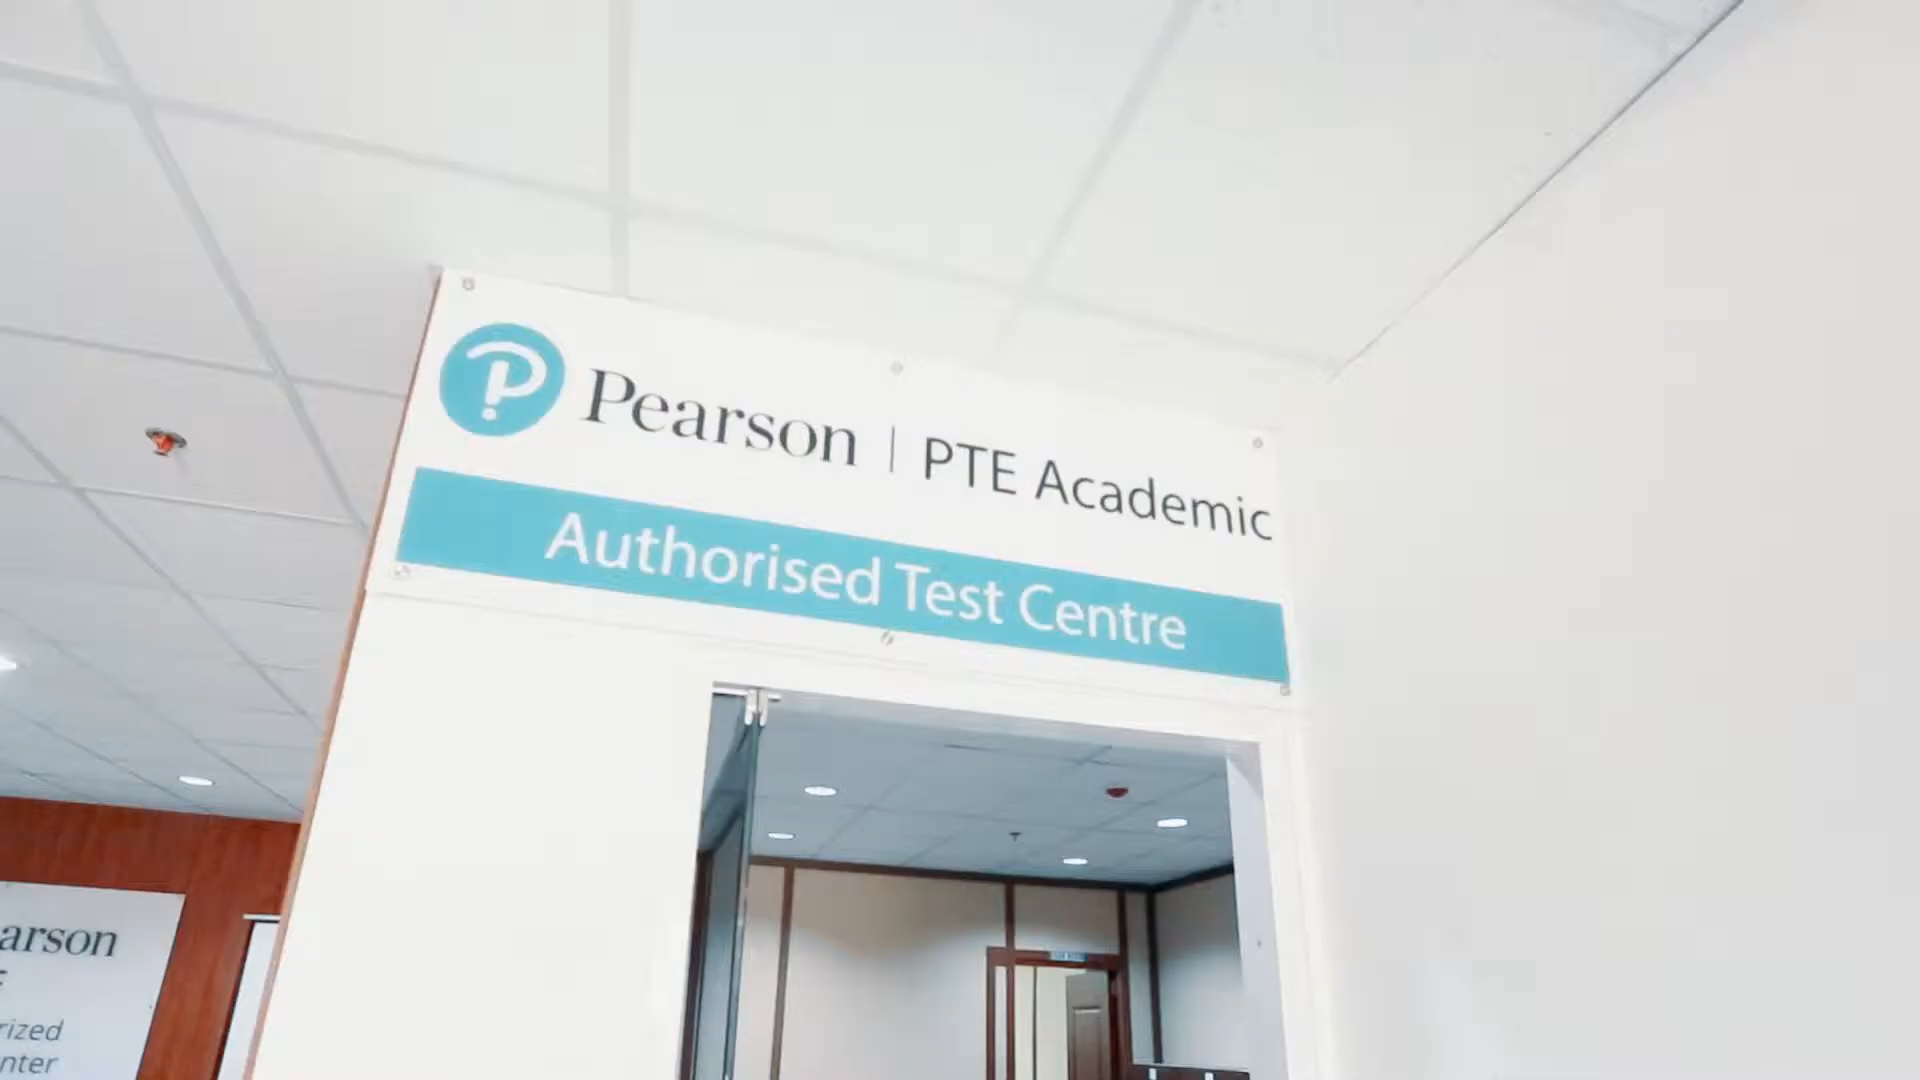 Pearson | PTE Academic
Authorised Test Centre
arson
rized
nter